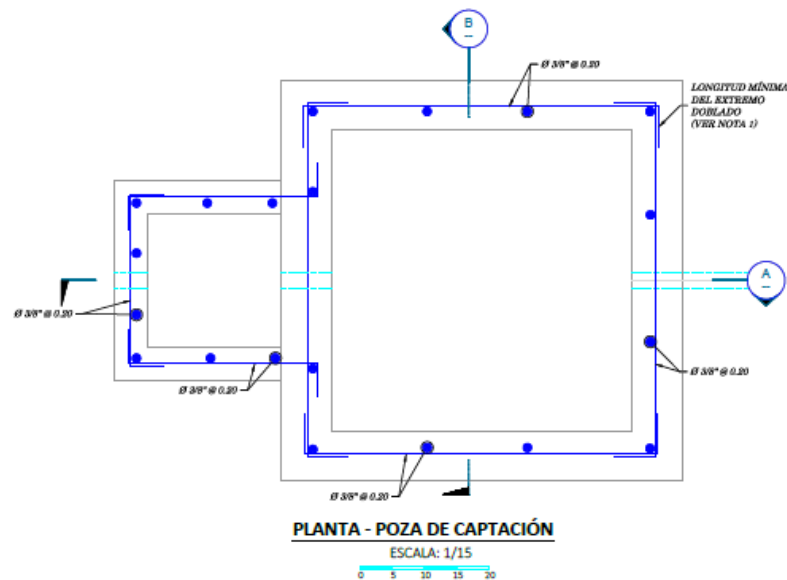 B
Ø 3/8" @ 0.20
LONGITUD MÍNIMA
DEL EXTREMO
DOBLADO
(VER NOTA 1)
A
Ø 3/8" @ 0.20
Ø 3/8" @ 0.20
Ø 3/8" @ 0.20
Ø 3/8" @ 0.20
PLANTA - POZA DE CAPTACIÓN
ESCALA: 1/15
0 5 10 15 20